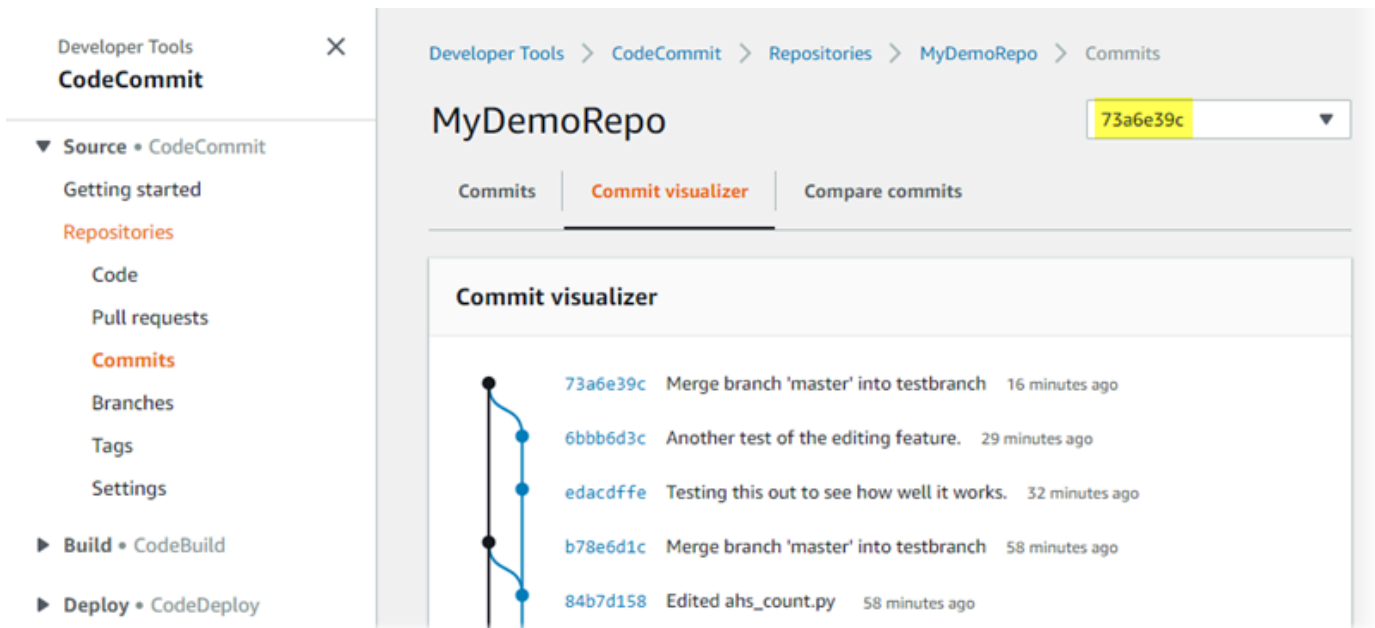 Developer Tools
CodeCommit
Source • CodeCommit
Getting started
Repositories
Code
Pull requests
Commits
Branches
Tags
Settings
Build • CodeBuild
Deploy • CodeDeploy
Developer Tools > CodeCommit > Repositories > MyDemoRepo > Commits
MyDemoRepo
73a6e39c
Commits Commit visualizer Compare commits
Commit visualizer
73a6e39c Merge branch 'master' into testbranch 16 minutes ago
6bbb6d3c Another test of the editing feature. 29 minutes ago
edacdffe Testing this out to see how well it works. 32 minutes ago
b78e6d1c Merge branch 'master' into testbranch 58 minutes ago
84b7d158 Edited ahs_count.py 58 minutes ago